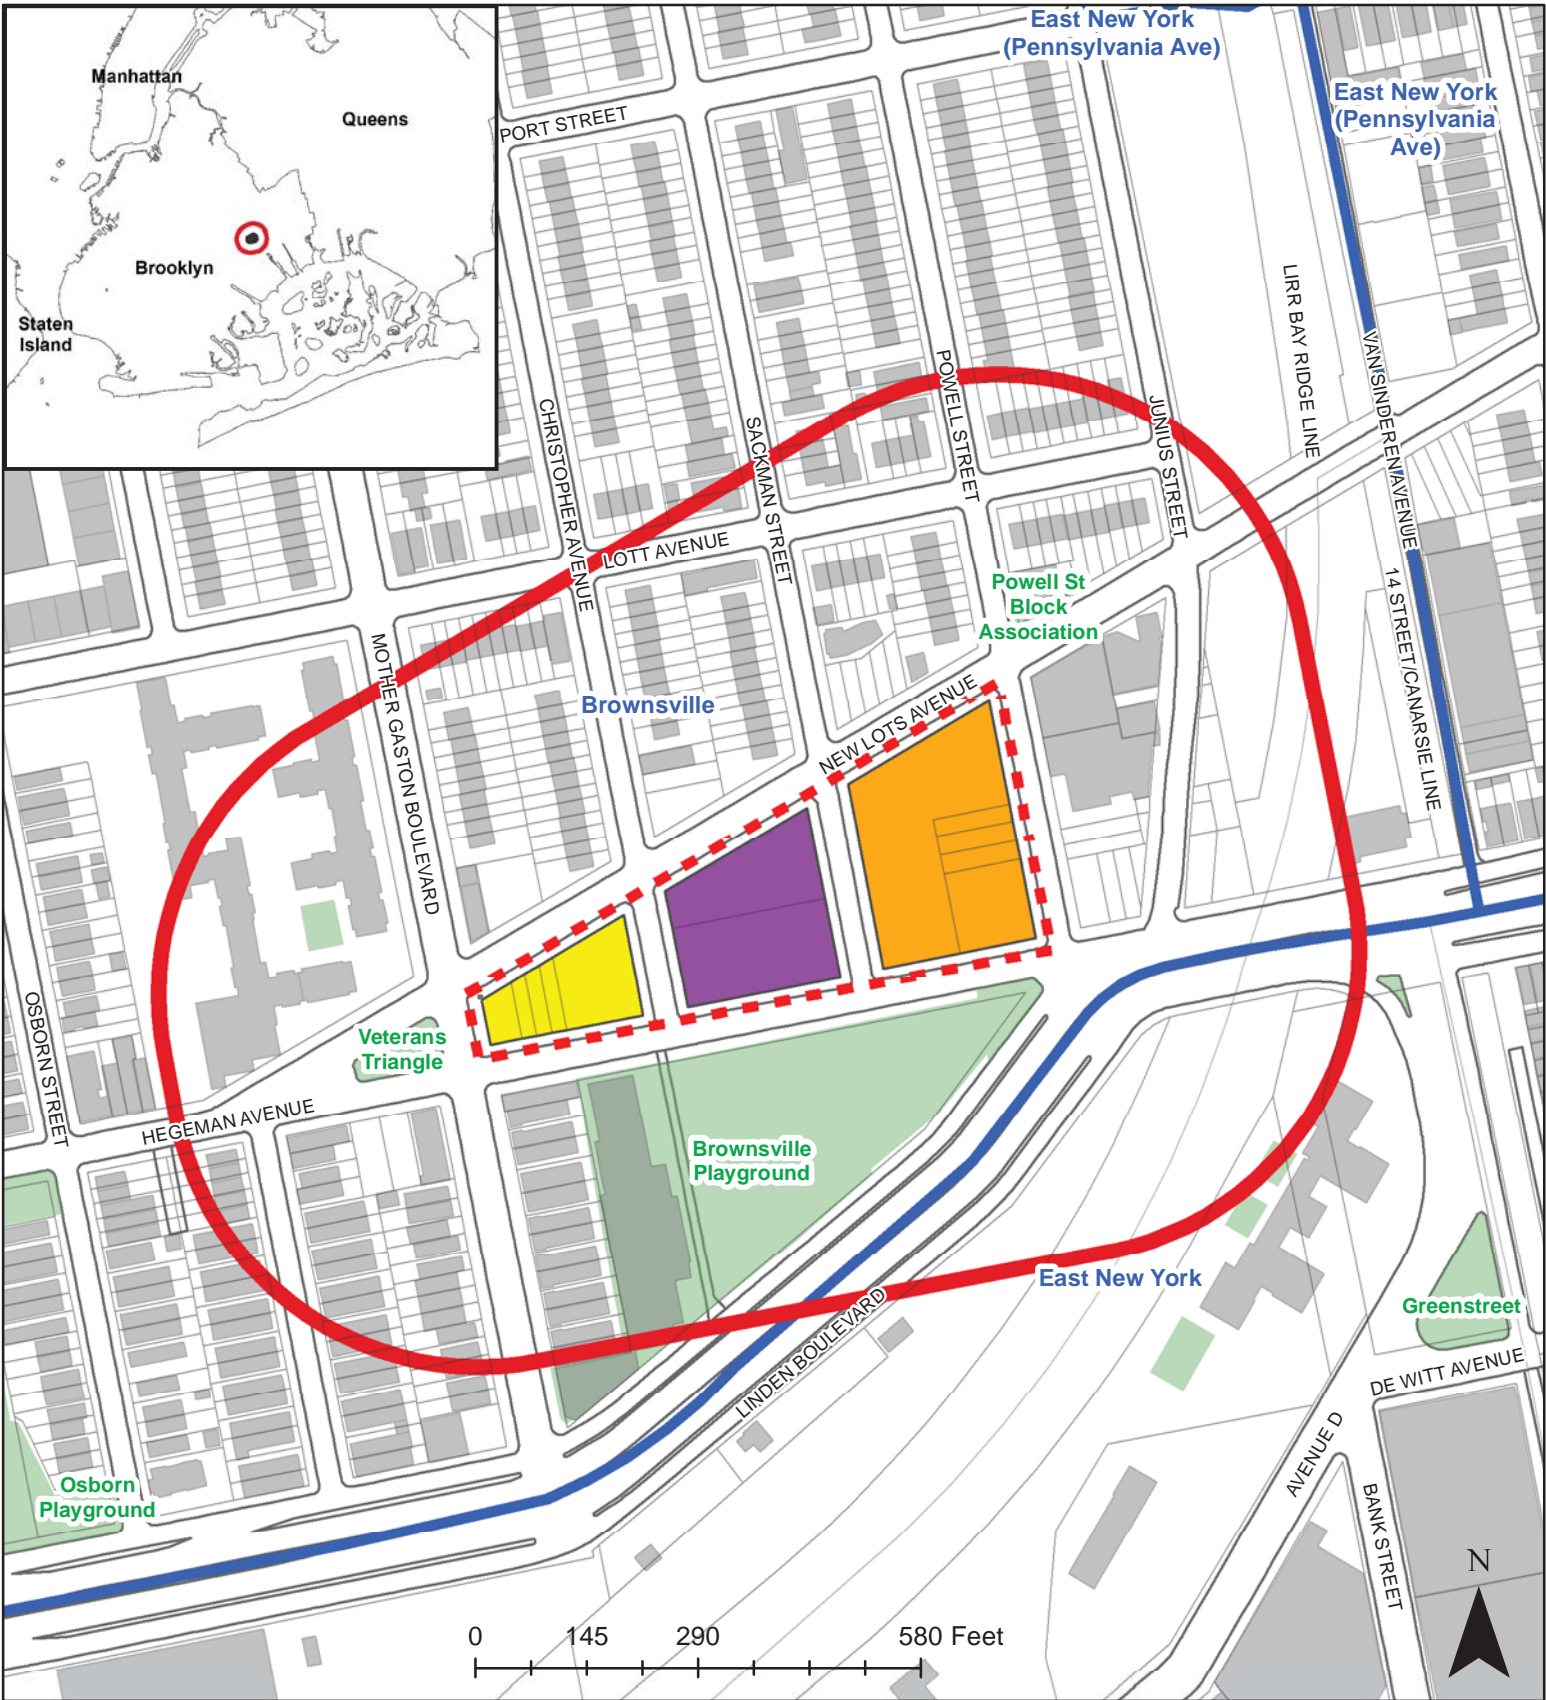 East New York
(Pennsylvania Ave)
East New York
(Pennsylvania
Ave)
Manhattan
Queens
Brooklyn
Staten
Island
PORT STREET
LIRR BAY RIDGE LINE
VAN SINDEREN AVENUE
POWELL STREET
JUNIUS STREET
CHRISTOPHER AVENUE
SACKMAN STREET
LOTT AVENUE
14 STREET/CANARSIE LINE
Powell St
Block
Association
MOTHER GASTON BOULEVARD
Brownsville
NEW LOTS AVENUE
OSBORN STREET
Veterans
Triangle
HEGEMAN AVENUE
Brownsville
Playground
East New York
LINDEN BOULEVARD
Greenstreet
DE WITT AVENUE
AVENUE D
BANK STREET
Osborn
Playground
N
0 145 290 580 Feet